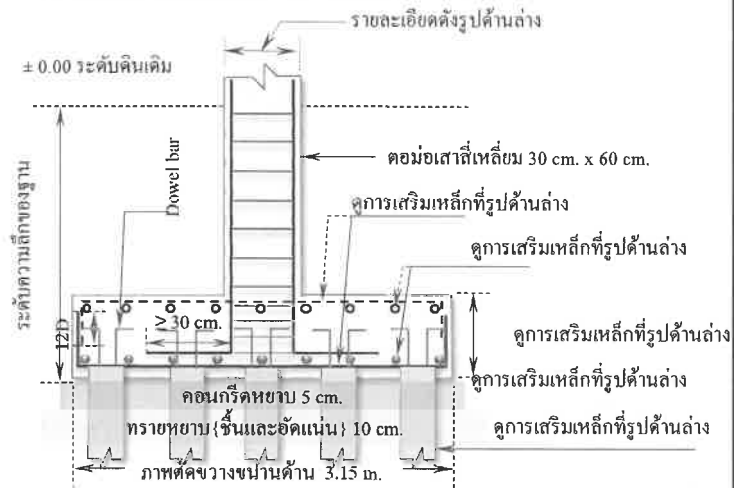 รายละเอียดดังรูปด้านล่าง
± 0.00 ระดับดินเดิม
ตอม่อเสาสี่เหลี่ยม 30 cm. x 60 cm.
Dowel bar
ดูการเสริมเหล็กที่รูปด้านล่าง
ดูการเสริมเหล็กที่รูปด้านล่าง
ระดับความลึกของฐาน
> 30 cm.
12D
ดูการเสริมเหล็กที่รูปด้านล่าง
ดูการเสริมเหล็กที่รูปด้านล่าง
คอนกรีตหยาบ 5 cm.
ทรายหยาบ{ชื้นและอัดแน่น} 10 cm.
ดูการเสริมเหล็กที่รูปด้านล่าง
ภาพตัดขวางขนานด้าน 3.15 m.